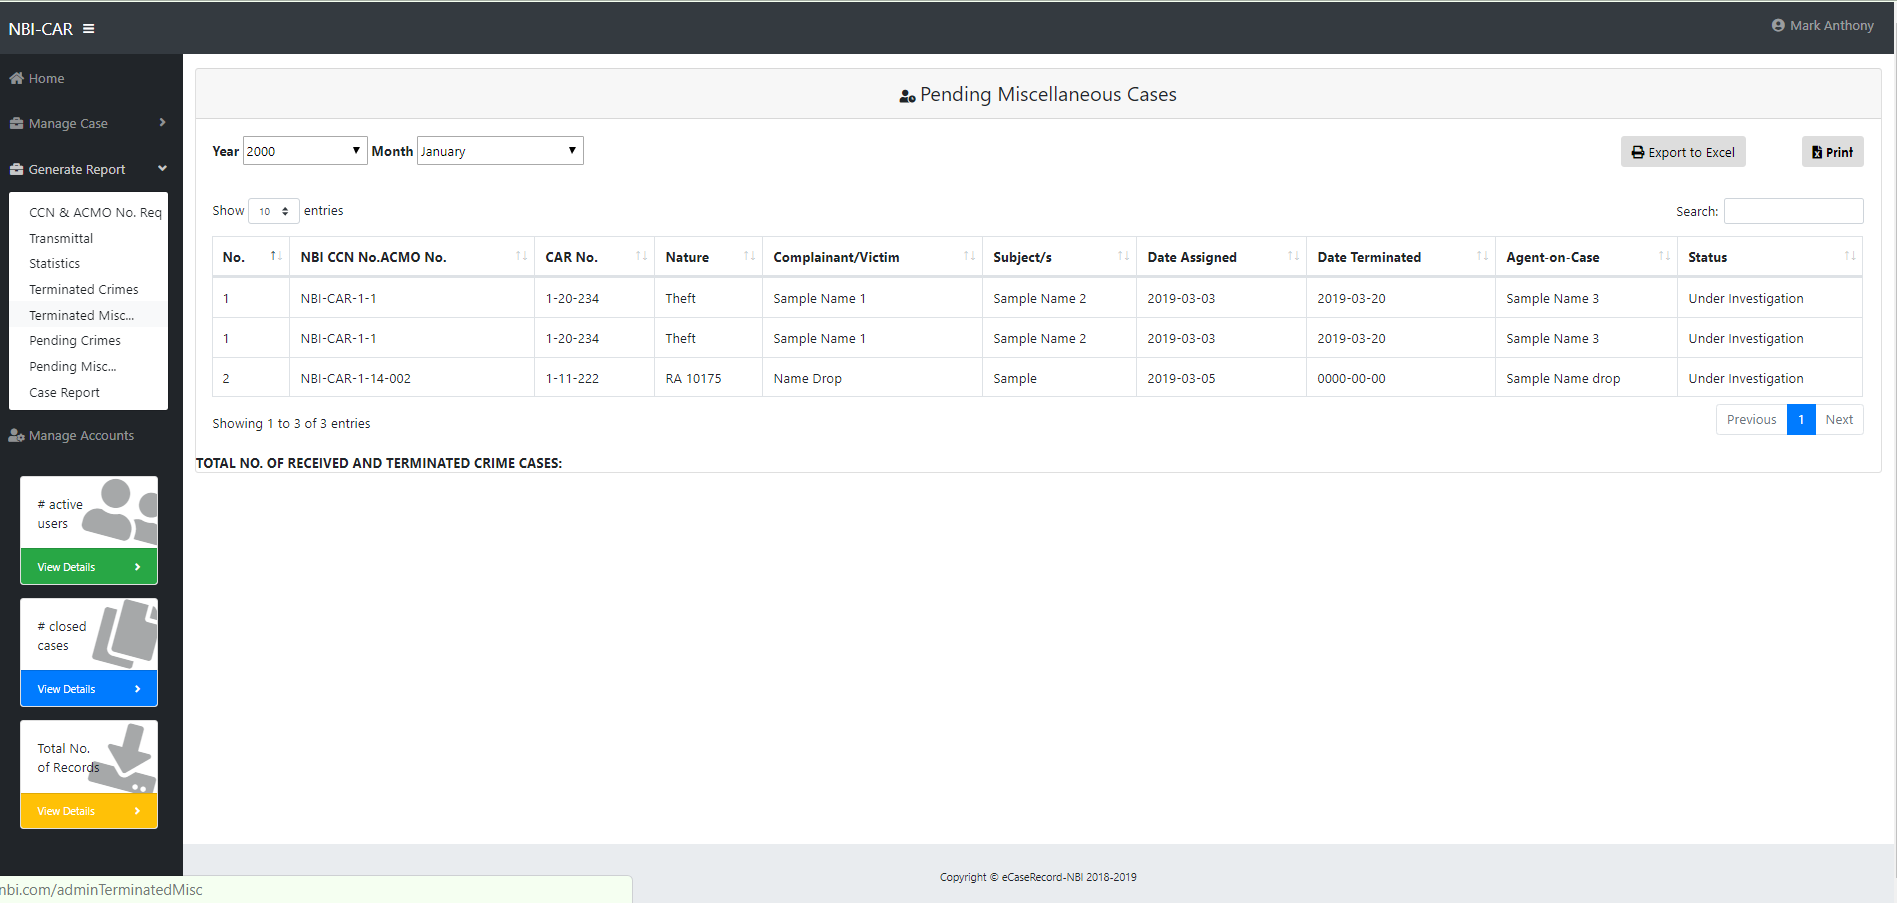 NBI-CAR
Mark Anthony
Home
Manage Case
Generate Report
CCN & ACMO No. Req
Transmittal
Statistics
Terminated Crimes
Terminated Misc...
Pending Crimes
Pending Misc...
Case Report
Manage Accounts
# active
users
View Details
# closed
cases
View Details
Total No.
of Records
View Details
Pending Miscellaneous Cases
Year 2000 Month January
Export to Excel Print
Show 10 entries
Search:
No. NBI CCN No.ACMO No. CAR No. Nature Complainant/Victim Subject/s Date Assigned Date Terminated Agent-on-Case Status
1 NBI-CAR-1-1 1-20-234 Theft Sample Name 1 Sample Name 2 2019-03-03 2019-03-20 Sample Name 3 Under Investigation
1 NBI-CAR-1-1 1-20-234 Theft Sample Name 1 Sample Name 2 2019-03-03 2019-03-20 Sample Name 3 Under Investigation
2 NBI-CAR-1-14-002 1-11-222 RA 10175 Name Drop Sample 2019-03-05 0000-00-00 Sample Name drop Under Investigation
Showing 1 to 3 of 3 entries
Previous 1 Next
TOTAL NO. OF RECEIVED AND TERMINATED CRIME CASES:
Copyright © eCaseRecord-NBI 2018-2019
nbi.com/adminTerminatedMisc